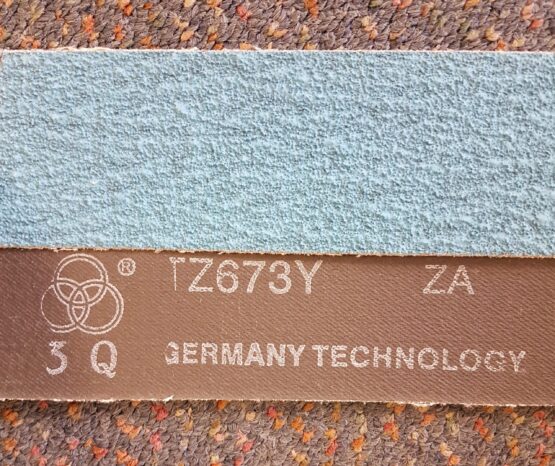 ® TZ673Y ZA
3 Q GERMANY TECHNOLOGY